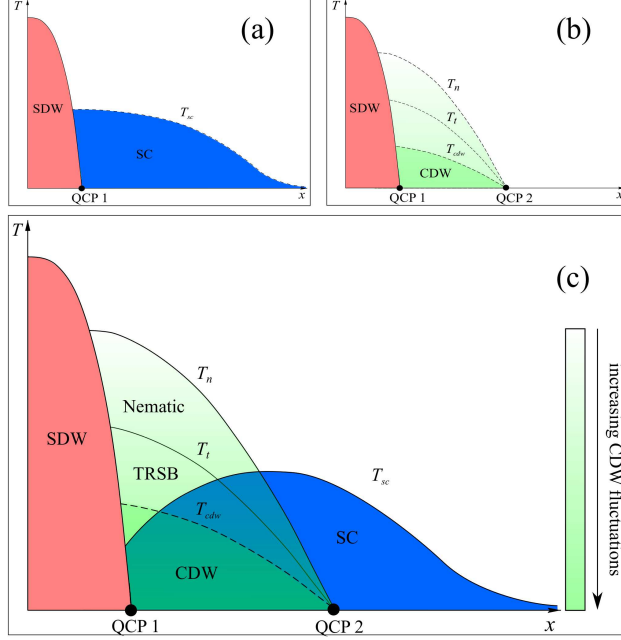 T
(a)
SDW
T_sc
SC
QCP 1
x
T
(b)
T_n
SDW
T_t
T_cdw
CDW
QCP 1
QCP 2
x
T
(c)
T_n
Nematic
SDW
T_t
T_sc
TRSB
T_cdw
SC
CDW
QCP 1
QCP 2
x
increasing CDW fluctuations